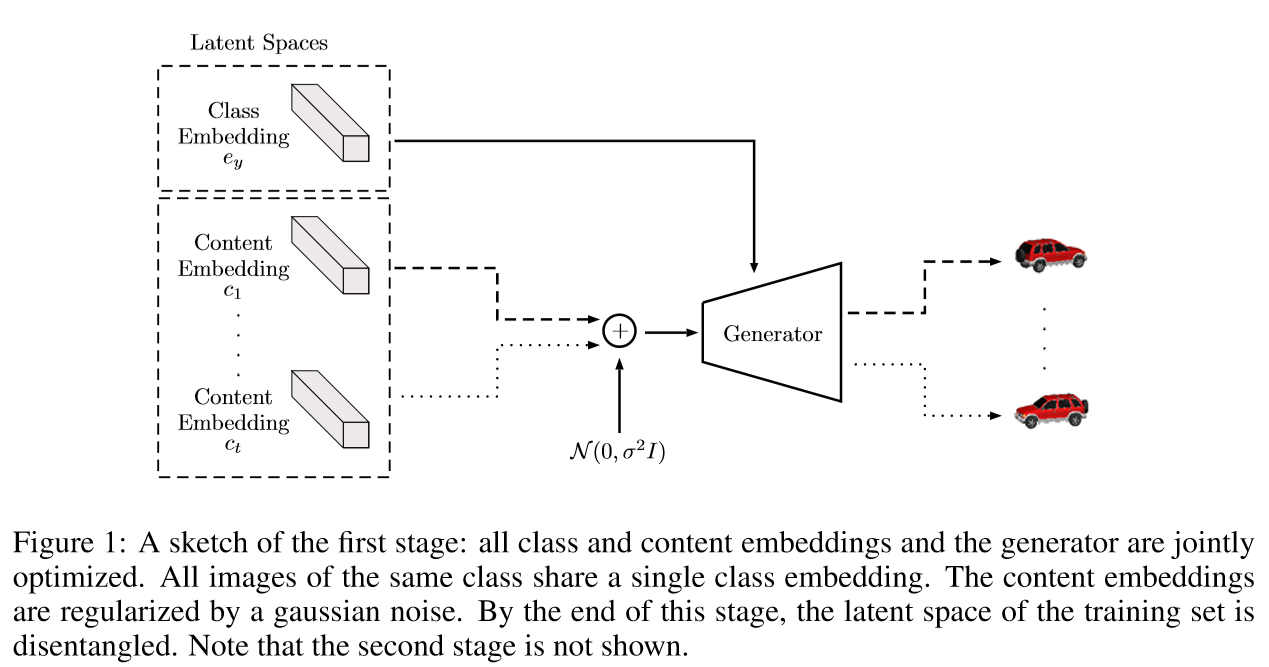 Latent Spaces
Class
Embedding
e_y
Content
Embedding
c_1
Content
Embedding
c_t
+
Generator
𝒩(0, σ²I)
Figure 1: A sketch of the first stage: all class and content embeddings and the generator are jointly
optimized. All images of the same class share a single class embedding. The content embeddings
are regularized by a gaussian noise. By the end of this stage, the latent space of the training set is
disentangled. Note that the second stage is not shown.